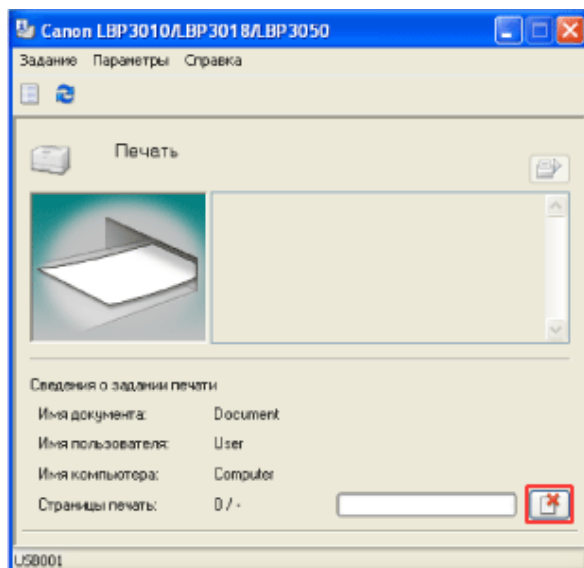 Canon LBP3010/LBP3018/LBP3050
Задание Параметры Справка
Печать
Сведения о задании печати
Имя документа: Document
Имя пользователя: User
Имя компьютера: Computer
Страницы печать: 0 / -
USB001